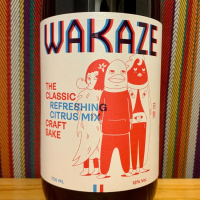 WAKAZE
THE
CLASSIC
REFRESHING
CITRUS MIX
CRAFT
SAKE